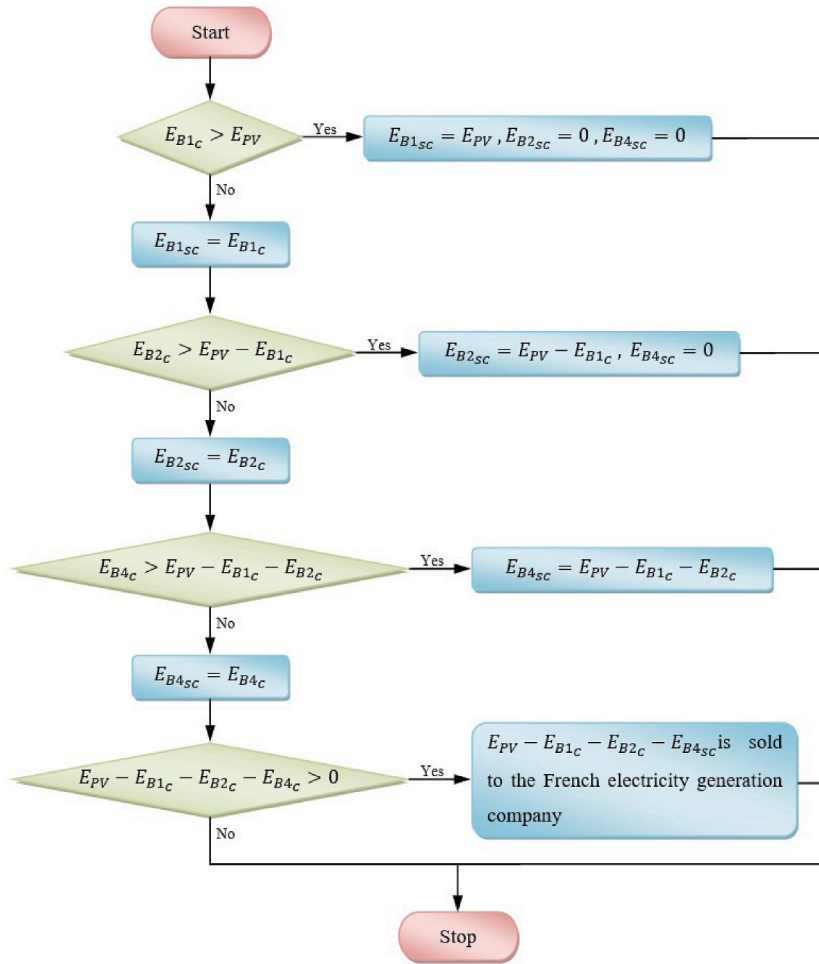 Start
E_{B1_c} > E_{PV}
Yes
E_{B1_{sc}} = E_{PV} , E_{B2_{sc}} = 0 , E_{B4_{sc}} = 0
No
E_{B1_{sc}} = E_{B1_c}
E_{B2_c} > E_{PV} − E_{B1_c}
Yes
E_{B2_{sc}} = E_{PV} − E_{B1_c} , E_{B4_{sc}} = 0
No
E_{B2_{sc}} = E_{B2_c}
E_{B4_c} > E_{PV} − E_{B1_c} − E_{B2_c}
Yes
E_{B4_{sc}} = E_{PV} − E_{B1_c} − E_{B2_c}
No
E_{B4_{sc}} = E_{B4_c}
E_{PV} − E_{B1_c} − E_{B2_c} − E_{B4_c} > 0
Yes
E_{PV} − E_{B1_c} − E_{B2_c} − E_{B4_{sc}} is sold
to the French electricity generation
company
No
Stop